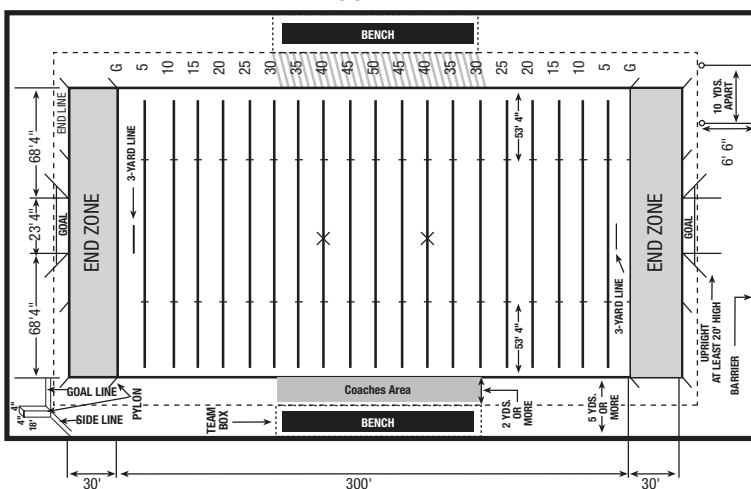 BENCH
G 5 10 15 20 25 30 35 40 45 50 45 40 35 30 25 20 15 10 5 G
10 YDS.
APART
6' 6"
END LINE
68'4"
23'4"
68'4"
GOAL
END ZONE
3-YARD LINE
53' 4"
53' 4"
3-YARD LINE
END ZONE
GOAL
UPRIGHT
AT LEAST 20' HIGH
BARRIER
GOAL LINE
PYLON
SIDE LINE
4"
4"
18'
TEAM
BOX
Coaches Area
BENCH
2 YDS.
OR
MORE
5 YDS.
OR
MORE
30'
300'
30'